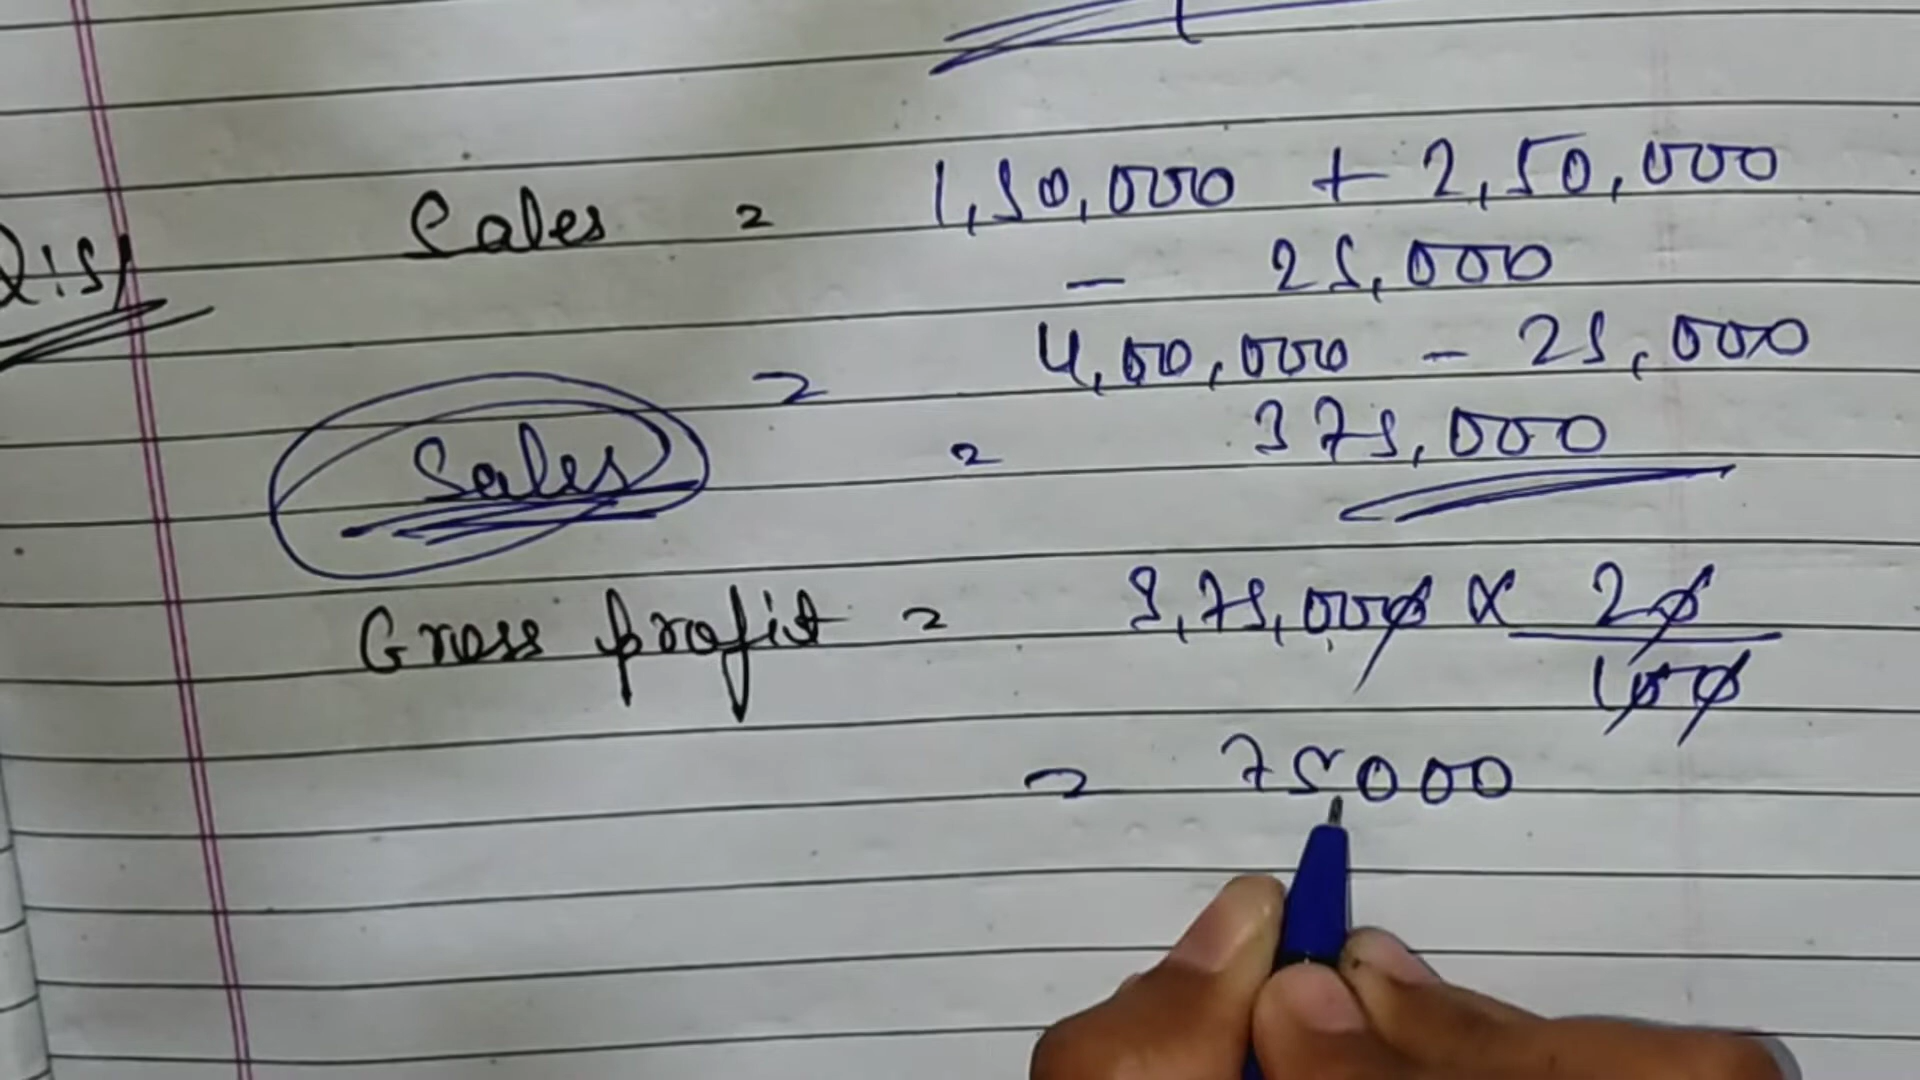 Sales = 1,50,000 + 2,50,000
Q:5)
- 25,000
= 4,00,000 - 25,000
Sales = 375,000
Gross profit = 3,75,000 × 20
100
= 75000